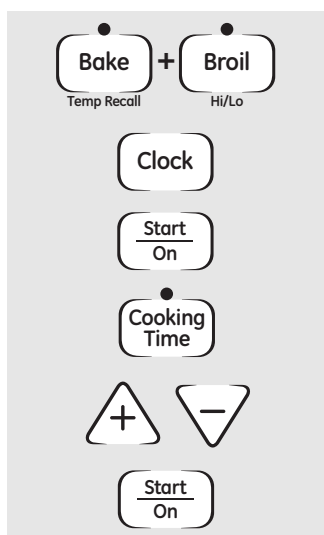 Bake + Broil
Temp Recall Hi/Lo
Clock
Start
On
Cooking
Time
+ −
Start
On